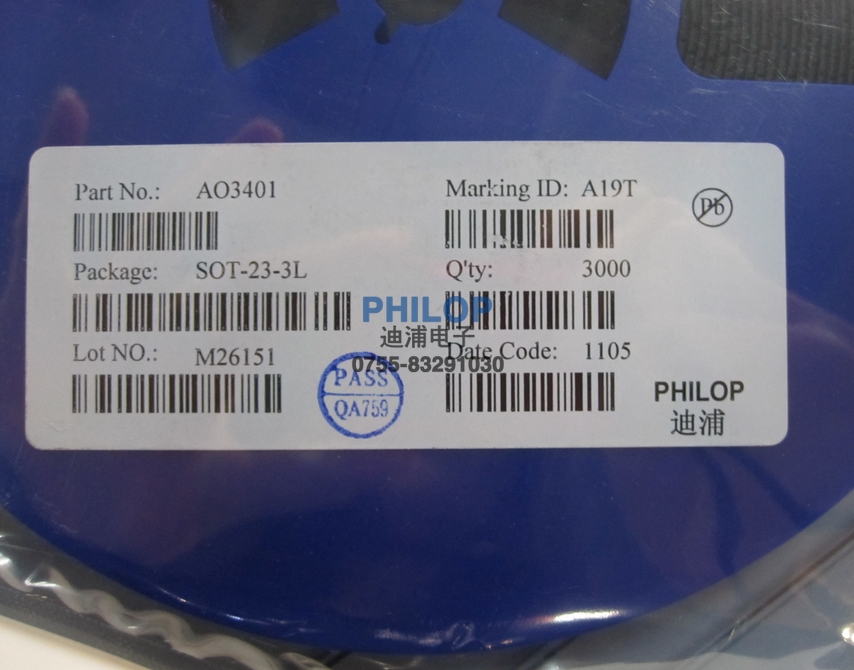 Part No.: AO3401
Marking ID: A19T
Pb
Package: SOT-23-3L
Q'ty: 3000
PHILOP
迪浦电子
0755-83291030
Lot NO.: M26151
Date Code: 1105
PASS
QA759
PHILOP
迪浦